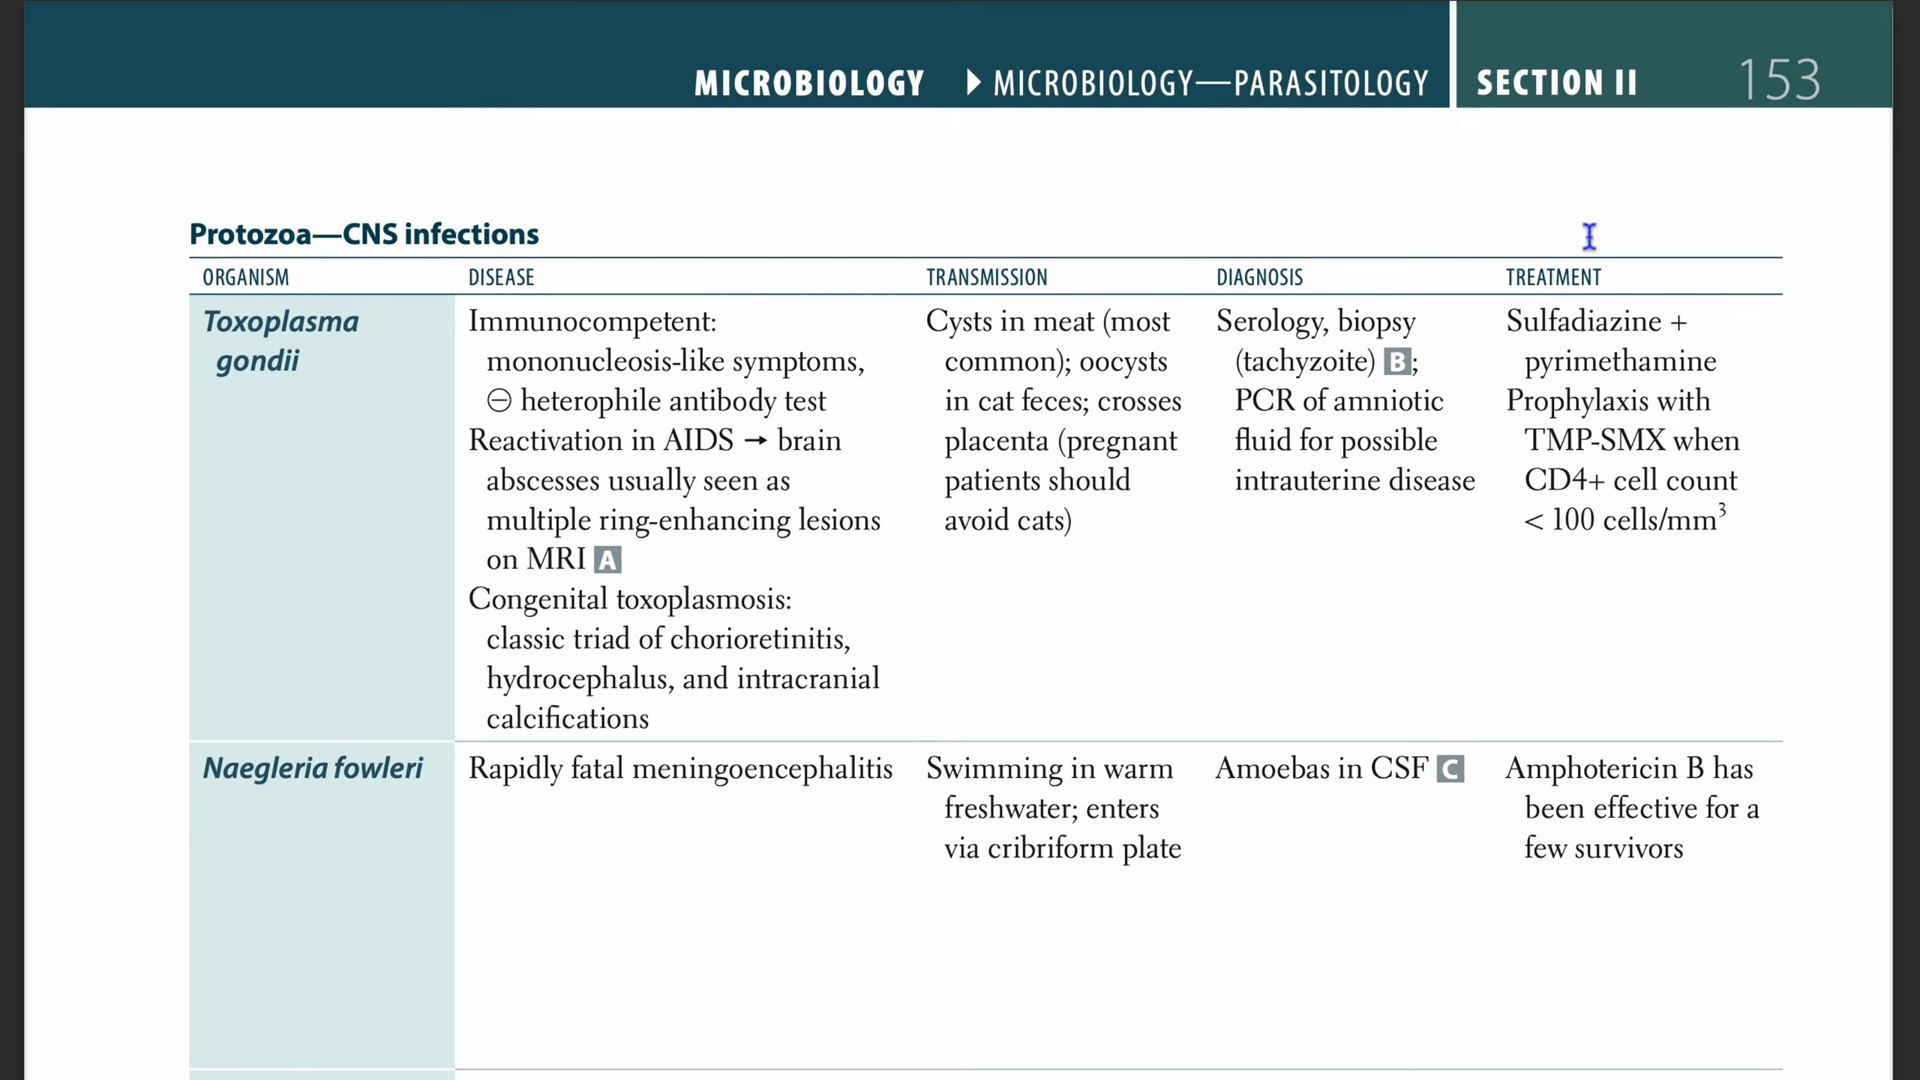 MICROBIOLOGY ▶ MICROBIOLOGY—PARASITOLOGY SECTION II 153
Protozoa—CNS infections
ORGANISM DISEASE TRANSMISSION DIAGNOSIS TREATMENT
Toxoplasma
gondii
Immunocompetent:
mononucleosis-like symptoms,
⊖ heterophile antibody test
Reactivation in AIDS → brain
abscesses usually seen as
multiple ring-enhancing lesions
on MRI A
Congenital toxoplasmosis:
classic triad of chorioretinitis,
hydrocephalus, and intracranial
calcifications
Cysts in meat (most
common); oocysts
in cat feces; crosses
placenta (pregnant
patients should
avoid cats)
Serology, biopsy
(tachyzoite) B;
PCR of amniotic
fluid for possible
intrauterine disease
Sulfadiazine +
pyrimethamine
Prophylaxis with
TMP-SMX when
CD4+ cell count
< 100 cells/mm³
Naegleria fowleri
Rapidly fatal meningoencephalitis
Swimming in warm
freshwater; enters
via cribriform plate
Amoebas in CSF C
Amphotericin B has
been effective for a
few survivors